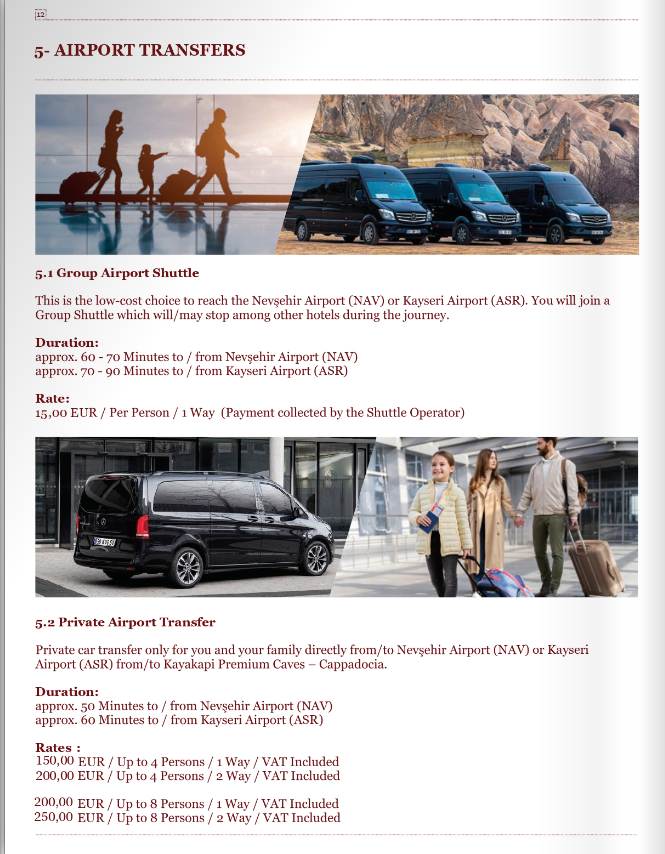 12
5- AIRPORT TRANSFERS
5.1 Group Airport Shuttle
This is the low-cost choice to reach the Nevşehir Airport (NAV) or Kayseri Airport (ASR). You will join a
Group Shuttle which will/may stop among other hotels during the journey.
Duration:
approx. 60 - 70 Minutes to / from Nevşehir Airport (NAV)
approx. 70 - 90 Minutes to / from Kayseri Airport (ASR)
Rate:
15,00 EUR / Per Person / 1 Way (Payment collected by the Shuttle Operator)
5.2 Private Airport Transfer
Private car transfer only for you and your family directly from/to Nevşehir Airport (NAV) or Kayseri
Airport (ASR) from/to Kayakapi Premium Caves – Cappadocia.
Duration:
approx. 50 Minutes to / from Nevşehir Airport (NAV)
approx. 60 Minutes to / from Kayseri Airport (ASR)
Rates :
150,00 EUR / Up to 4 Persons / 1 Way / VAT Included
200,00 EUR / Up to 4 Persons / 2 Way / VAT Included
200,00 EUR / Up to 8 Persons / 1 Way / VAT Included
250,00 EUR / Up to 8 Persons / 2 Way / VAT Included